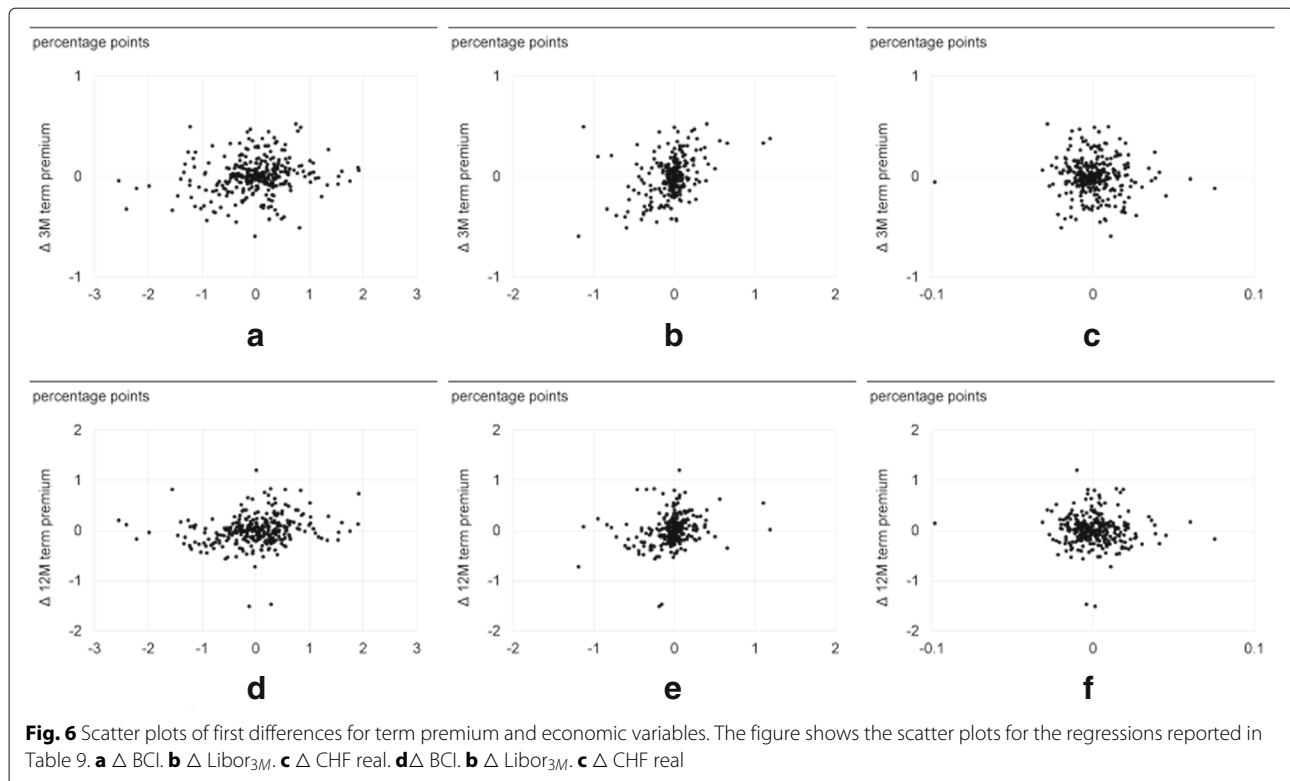 percentage points
percentage points
percentage points
Δ 3M term premium
1
0
-1
-3 -2 -1 0 1 2 3
a
Δ 3M term premium
1
0
-1
-2 -1 0 1 2
b
Δ 3M term premium
1
0
-1
-0.1 0 0.1
c
percentage points
percentage points
percentage points
Δ 12M term premium
2
1
0
-1
-2
-3 -2 -1 0 1 2 3
d
Δ 12M term premium
2
1
0
-1
-2
-2 -1 0 1 2
e
Δ 12M term premium
2
1
0
-1
-2
-0.1 0 0.1
f
Fig. 6 Scatter plots of first differences for term premium and economic variables. The figure shows the scatter plots for the regressions reported in
Table 9. a △ BCI. b △ Libor3M. c △ CHF real. d△ BCI. b △ Libor3M. c △ CHF real